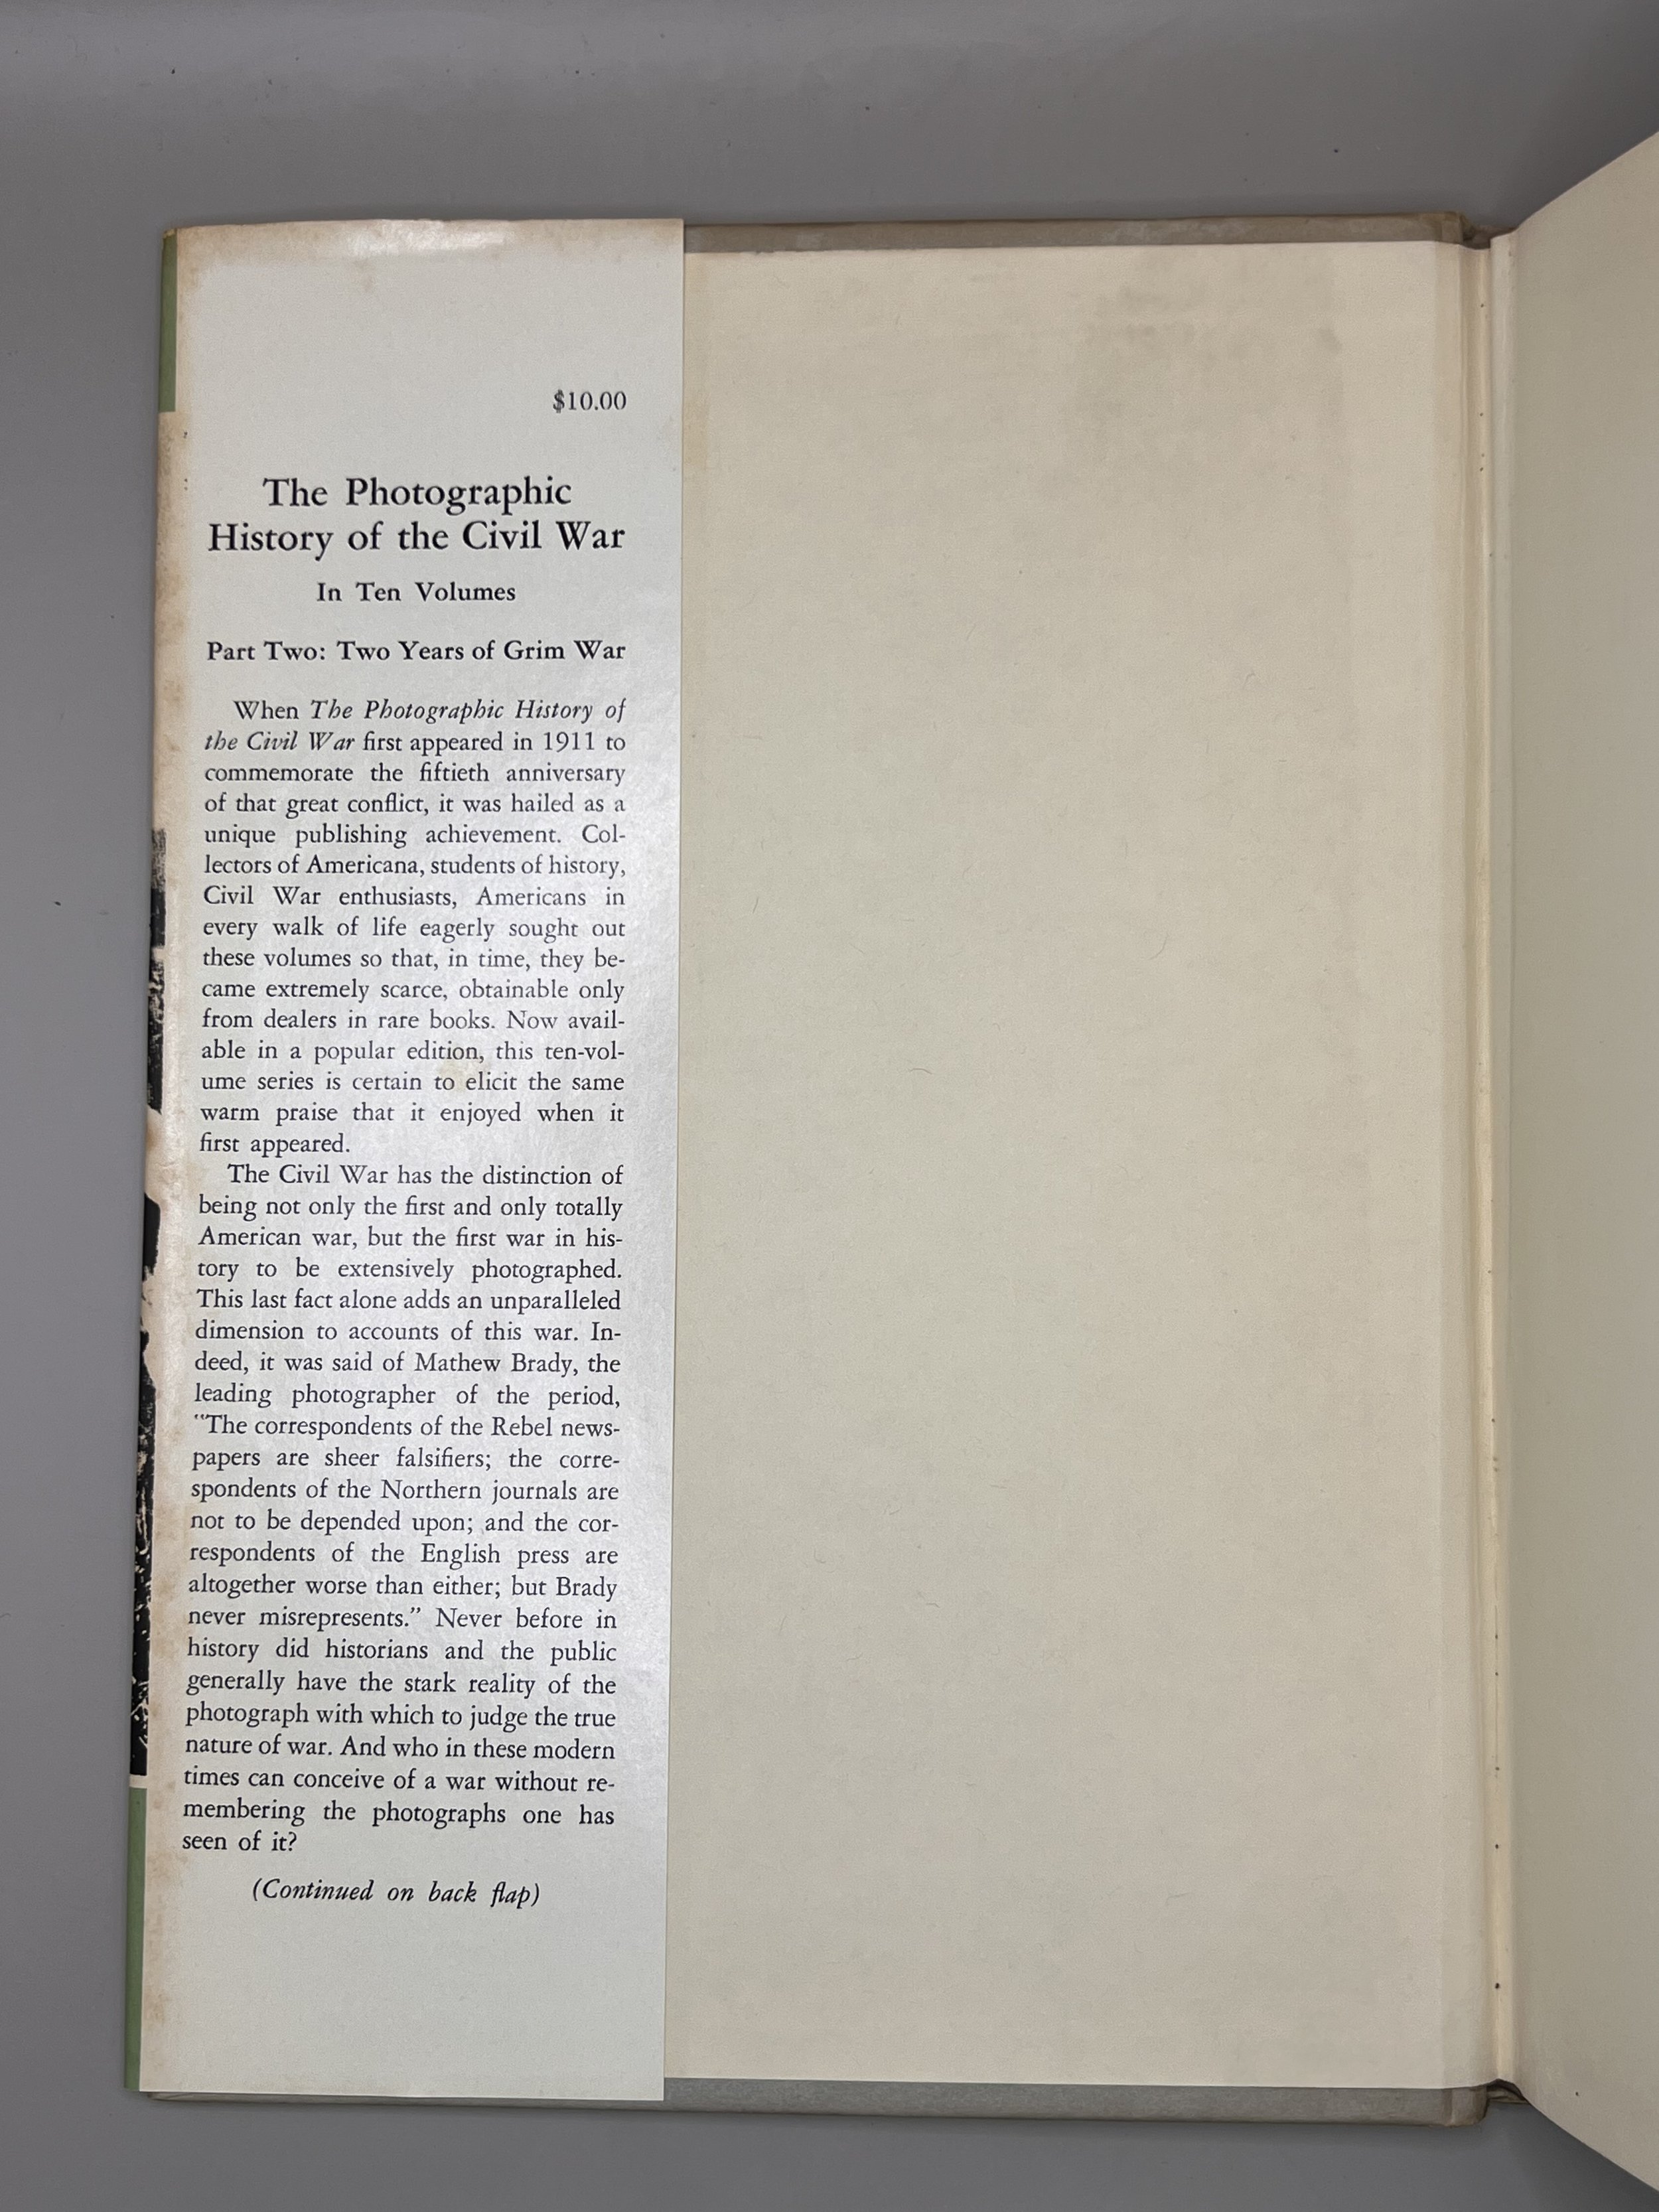 $10.00
The Photographic
History of the Civil War
In Ten Volumes
Part Two: Two Years of Grim War
When The Photographic History of
the Civil War first appeared in 1911 to
commemorate the fiftieth anniversary
of that great conflict, it was hailed as a
unique publishing achievement. Col-
lectors of Americana, students of history,
Civil War enthusiasts, Americans in
every walk of life eagerly sought out
these volumes so that, in time, they be-
came extremely scarce, obtainable only
from dealers in rare books. Now avail-
able in a popular edition, this ten-vol-
ume series is certain to elicit the same
warm praise that it enjoyed when it
first appeared.
The Civil War has the distinction of
being not only the first and only totally
American war, but the first war in his-
tory to be extensively photographed.
This last fact alone adds an unparalleled
dimension to accounts of this war. In-
deed, it was said of Mathew Brady, the
leading photographer of the period,
"The correspondents of the Rebel news-
papers are sheer falsifiers; the corre-
spondents of the Northern journals are
not to be depended upon; and the cor-
respondents of the English press are
altogether worse than either; but Brady
never misrepresents." Never before in
history did historians and the public
generally have the stark reality of the
photograph with which to judge the true
nature of war. And who in these modern
times can conceive of a war without re-
membering the photographs one has
seen of it?
(Continued on back flap)